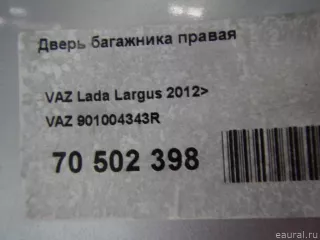 Дверь багажника правая
VAZ Lada Largus 2012>
VAZ 901004343R
70 502 398
eaural.ru/